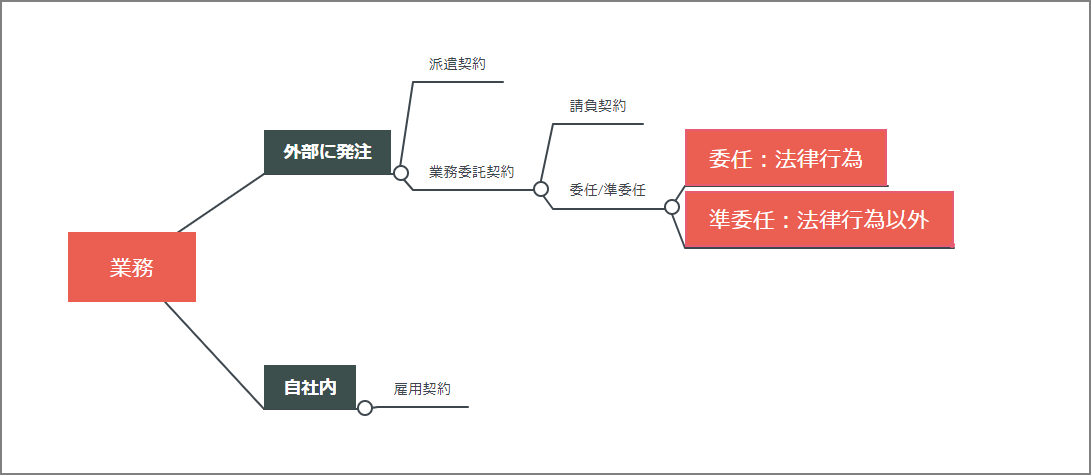 派遣契約
請負契約
外部に発注
委任：法律行為
業務委託契約
委任/準委任
準委任：法律行為以外
業務
自社内
雇用契約